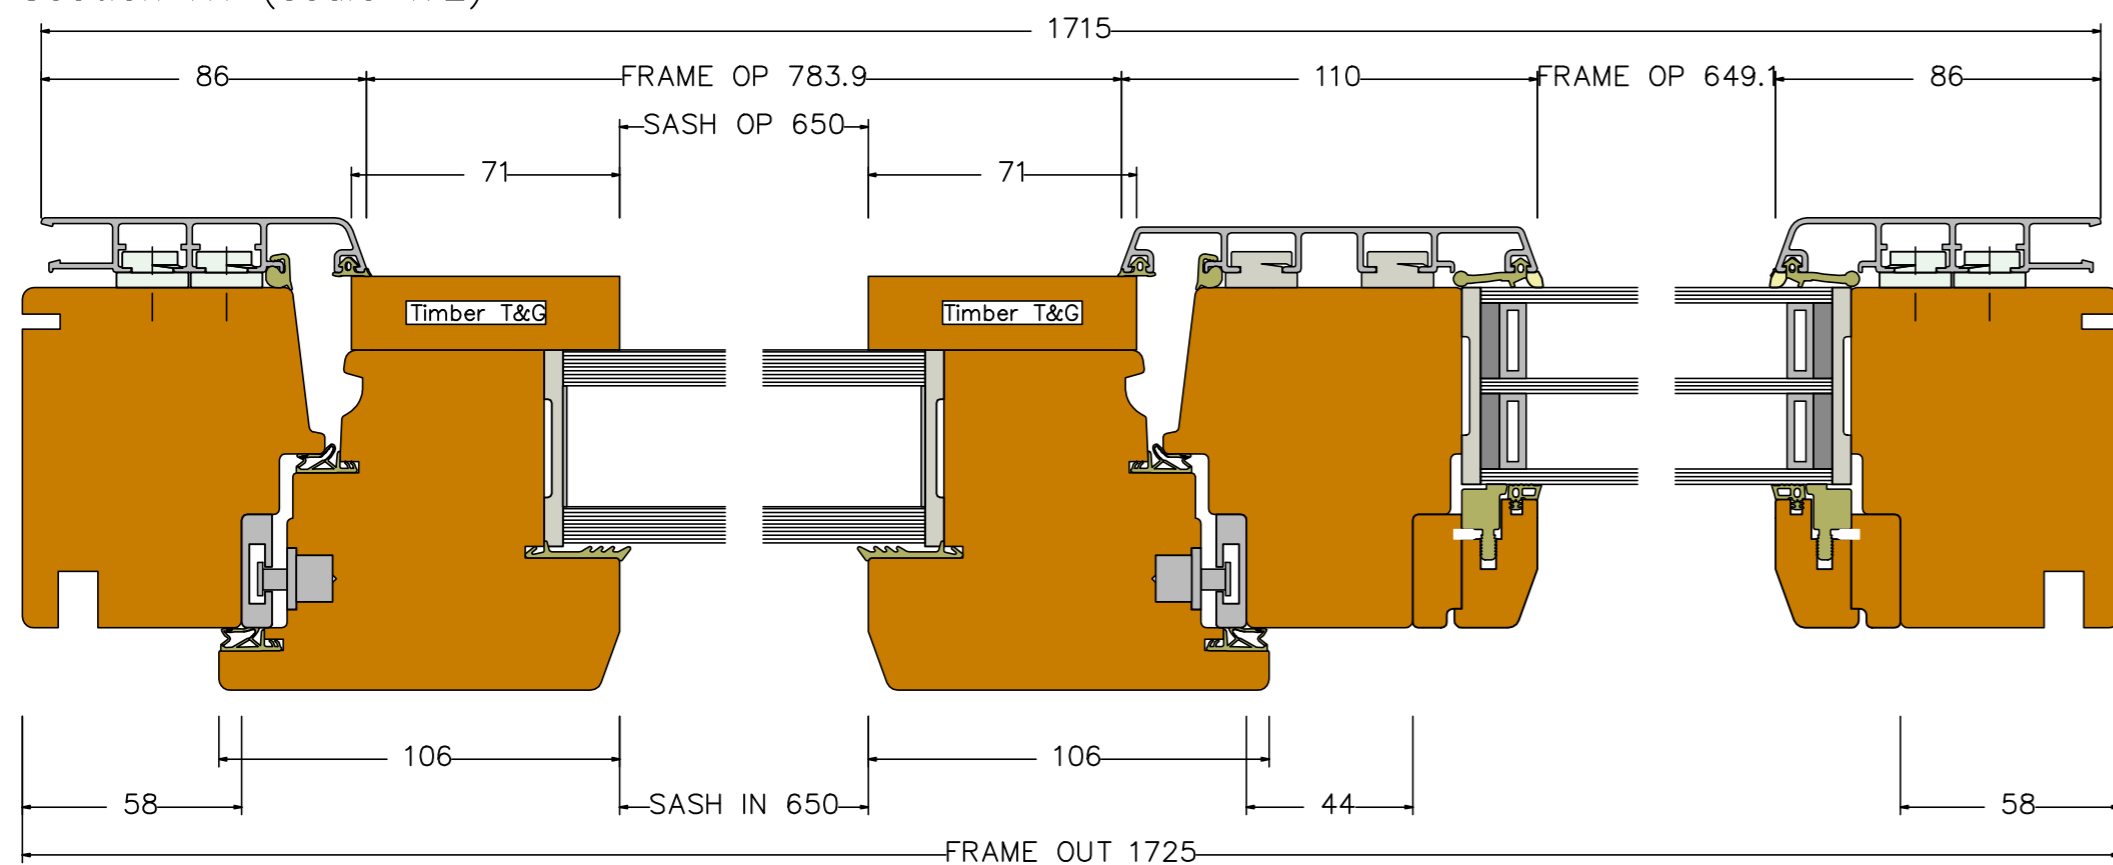 1715
86 FRAME OP 783.9 110 FRAME OP 649.1 86
SASH OP 650
71 71
Timber T&G Timber T&G
106 106
58 SASH IN 650 44 58
FRAME OUT 1725